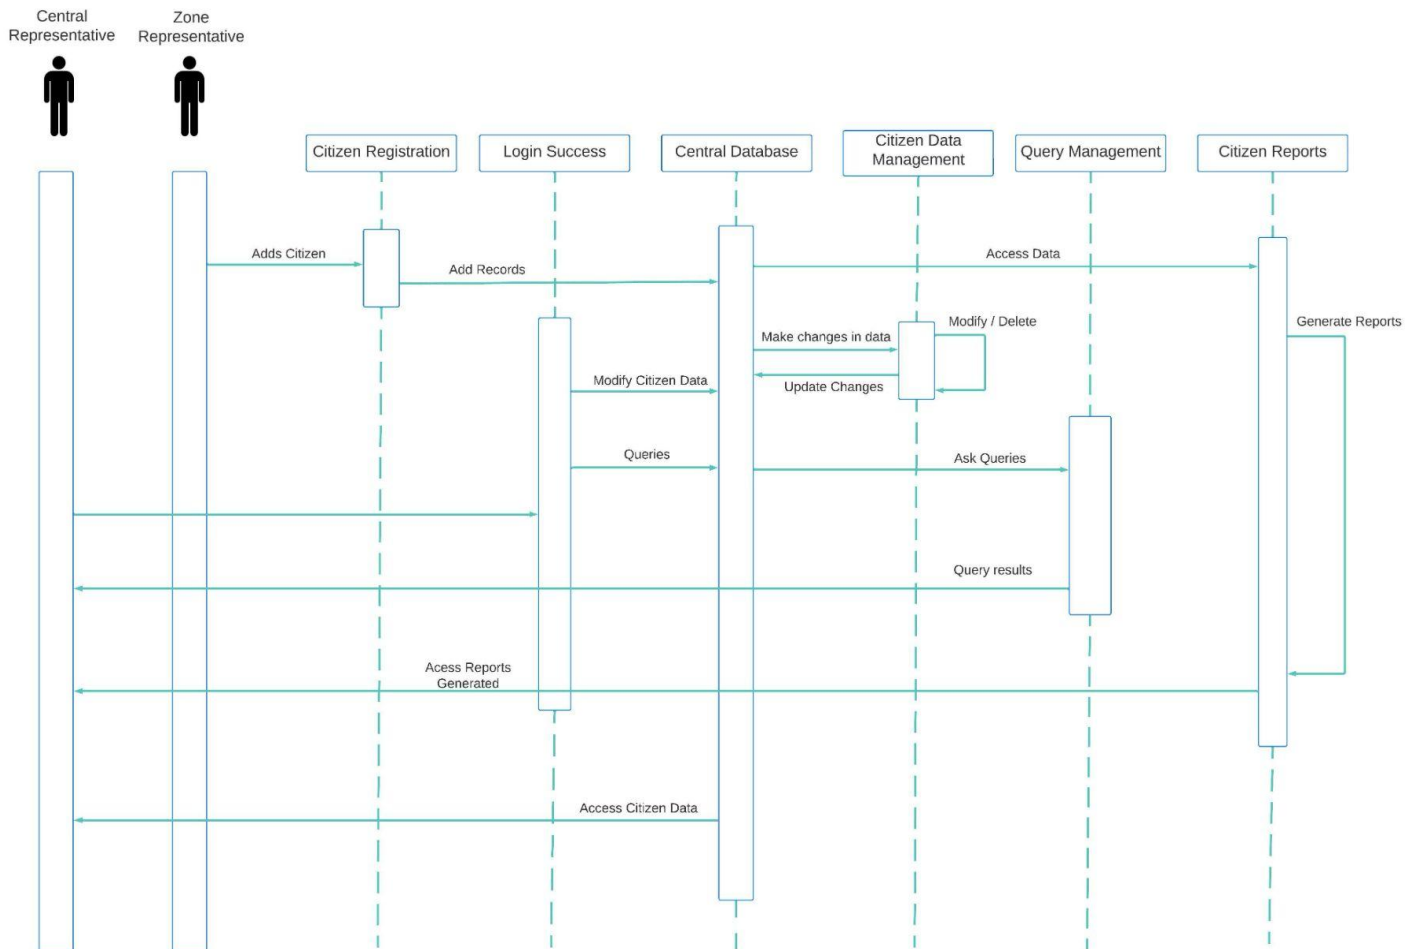 Central
Representative
Zone
Representative
Citizen Registration
Login Success
Central Database
Citizen Data
Management
Query Management
Citizen Reports
Adds Citizen
Add Records
Access Data
Modify / Delete
Generate Reports
Make changes in data
Modify Citizen Data
Update Changes
Queries
Ask Queries
Query results
Acess Reports
Generated
Access Citizen Data